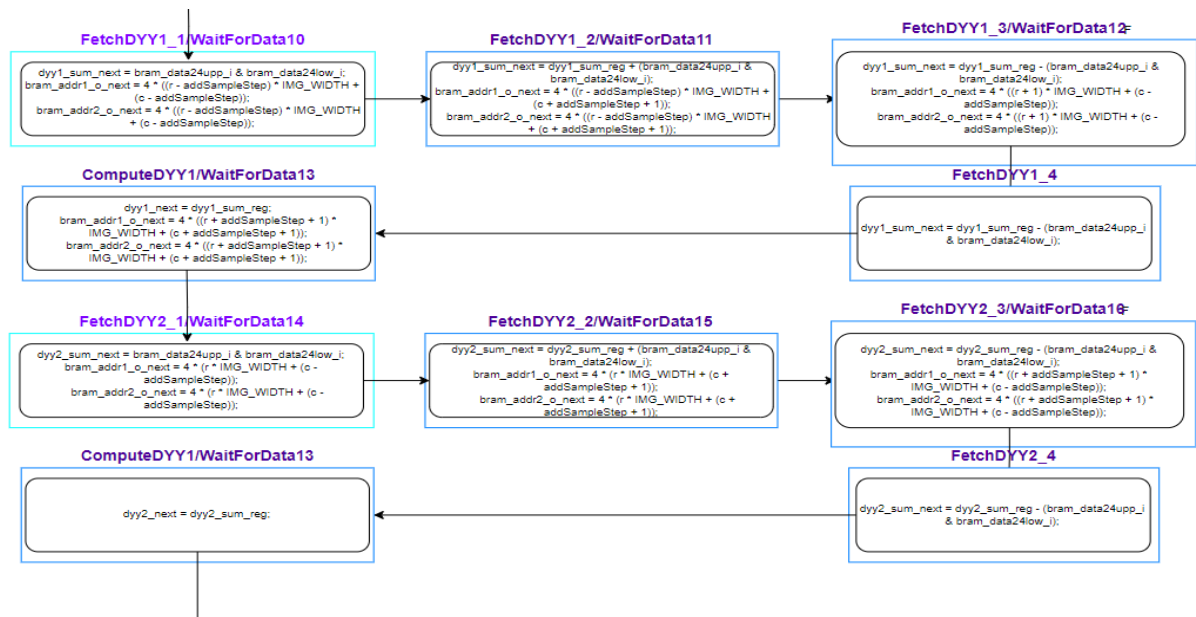 FetchDYY1_1/WaitForData10
dyy1_sum_next = bram_data24upp_i & bram_data24low_i;
bram_addr1_o_next = 4 * ((r - addSampleStep) * IMG_WIDTH +
(c - addSampleStep));
bram_addr2_o_next = 4 * ((r - addSampleStep) * IMG_WIDTH
+ (c - addSampleStep));
FetchDYY1_2/WaitForData11
dyy1_sum_next = dyy1_sum_reg + (bram_data24upp_i &
bram_data24low_i);
bram_addr1_o_next = 4 * ((r - addSampleStep) * IMG_WIDTH +
(c + addSampleStep + 1));
bram_addr2_o_next = 4 * ((r - addSampleStep) * IMG_WIDTH
+ (c + addSampleStep + 1));
FetchDYY1_3/WaitForData12=
dyy1_sum_next = dyy1_sum_reg - (bram_data24upp_i &
bram_data24low_i);
bram_addr1_o_next = 4 * ((r + 1) * IMG_WIDTH + (c -
addSampleStep));
bram_addr2_o_next = 4 * ((r + 1) * IMG_WIDTH + (c -
addSampleStep));
ComputeDYY1/WaitForData13
dyy1_next = dyy1_sum_reg;
bram_addr1_o_next = 4 * ((r + addSampleStep + 1) *
IMG_WIDTH + (c + addSampleStep + 1));
bram_addr2_o_next = 4 * ((r + addSampleStep + 1) *
IMG_WIDTH + (c + addSampleStep + 1));
FetchDYY1_4
dyy1_sum_next = dyy1_sum_reg - (bram_data24upp_i
& bram_data24low_i);
FetchDYY2_1/WaitForData14
dyy2_sum_next = bram_data24upp_i & bram_data24low_i;
bram_addr1_o_next = 4 * (r * IMG_WIDTH + (c -
addSampleStep));
bram_addr2_o_next = 4 * (r * IMG_WIDTH + (c -
addSampleStep));
FetchDYY2_2/WaitForData15
dyy2_sum_next = dyy2_sum_reg + (bram_data24upp_i &
bram_data24low_i);
bram_addr1_o_next = 4 * (r * IMG_WIDTH + (c +
addSampleStep + 1));
bram_addr2_o_next = 4 * (r * IMG_WIDTH + (c +
addSampleStep + 1));
FetchDYY2_3/WaitForData16=
dyy2_sum_next = dyy2_sum_reg - (bram_data24upp_i &
bram_data24low_i);
bram_addr1_o_next = 4 * ((r + addSampleStep + 1) *
IMG_WIDTH + (c - addSampleStep));
bram_addr2_o_next = 4 * ((r + addSampleStep + 1) *
IMG_WIDTH + (c - addSampleStep));
ComputeDYY1/WaitForData13
dyy2_next = dyy2_sum_reg;
FetchDYY2_4
dyy2_sum_next = dyy2_sum_reg - (bram_data24upp_i
& bram_data24low_i);